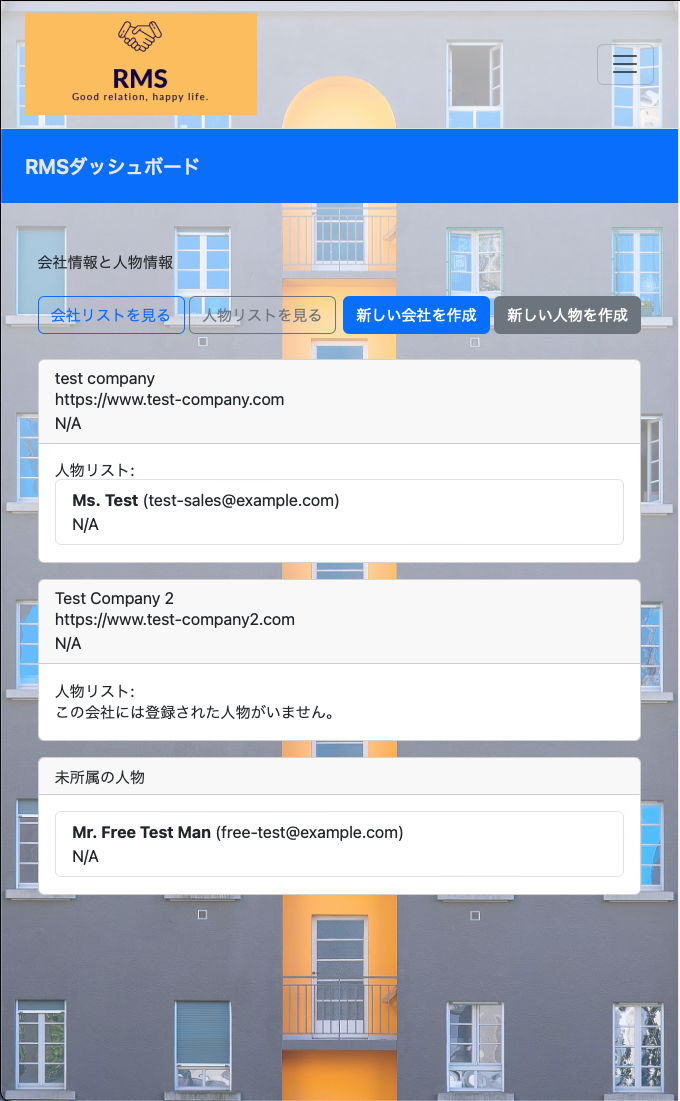 RMS
Good relation, happy life.
RMSダッシュボード
会社情報と人物情報
会社リストを見る 人物リストを見る 新しい会社を作成 新しい人物を作成
test company
https://www.test-company.com
N/A
人物リスト:
Ms. Test (test-sales@example.com)
N/A
Test Company 2
https://www.test-company2.com
N/A
人物リスト:
この会社には登録された人物がいません。
未所属の人物
Mr. Free Test Man (free-test@example.com)
N/A